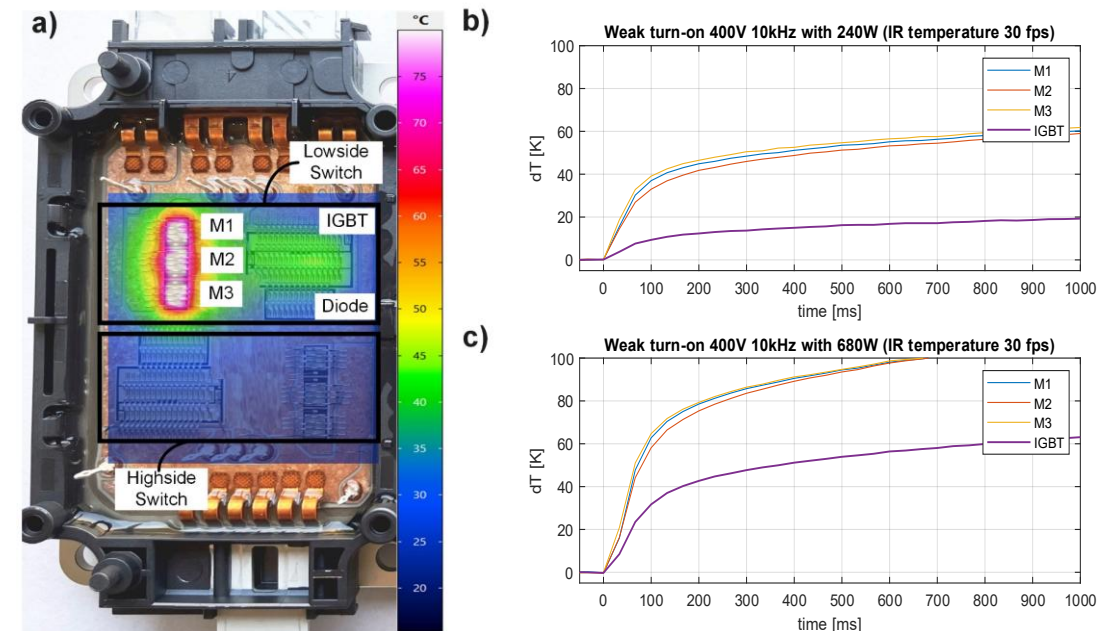 a)
°C
75
70
65
60
55
50
45
40
35
30
25
20
Lowside
Switch
M1
IGBT
M2
M3
Diode
Highside
Switch
b)
Weak turn-on 400V 10kHz with 240W (IR temperature 30 fps)
100
80
60
40
20
0
dT [K]
M1
M2
M3
IGBT
0 100 200 300 400 500 600 700 800 900 1000
time [ms]
c)
Weak turn-on 400V 10kHz with 680W (IR temperature 30 fps)
100
80
60
40
20
0
dT [K]
M1
M2
M3
IGBT
0 100 200 300 400 500 600 700 800 900 1000
time [ms]